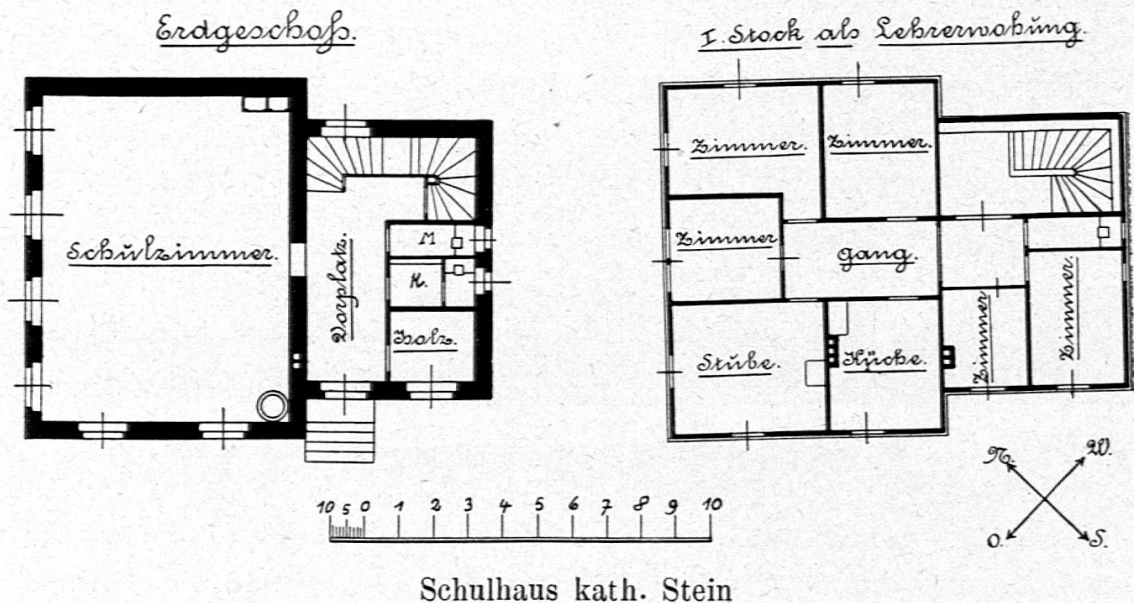 Erdgeschoß.
I. Stock als Lehrerwohung.
Schulzimmer.
Vorplatz.
M
K.
Holz.
Zimmer.
Zimmer.
Zimmer
Gang.
Stube.
Küche.
Zimmer
Zimmer
N. W.
O. S.
10 5 0 1 2 3 4 5 6 7 8 9 10
Schulhaus kath. Stein